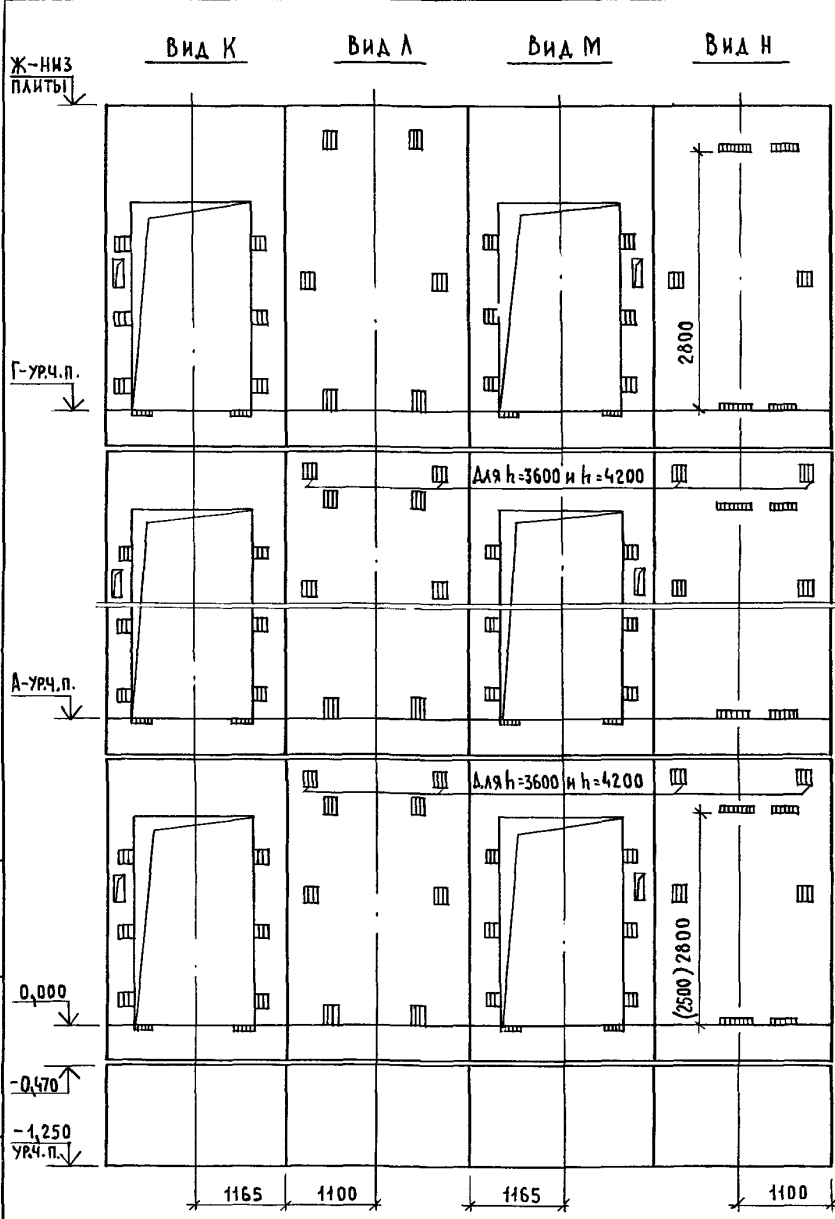 Вид К
Вид Л
Вид М
Вид Н
Ж-низ
плиты
2800
Г-ур.ч.п.
Для h=3600 и h=4200
А-ур.ч.п.
Для h=3600 и h=4200
(2500) 2800
0,000
-0,470
-1,250
ур.ч.п.
1165
1100
1165
1100